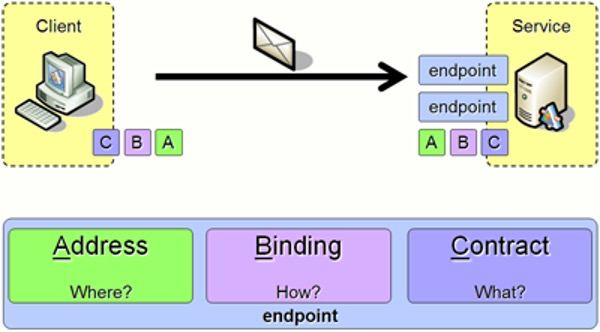 Client
Service
endpoint
endpoint
C B A
A B C
Address
Binding
Contract
Where?
How?
What?
endpoint